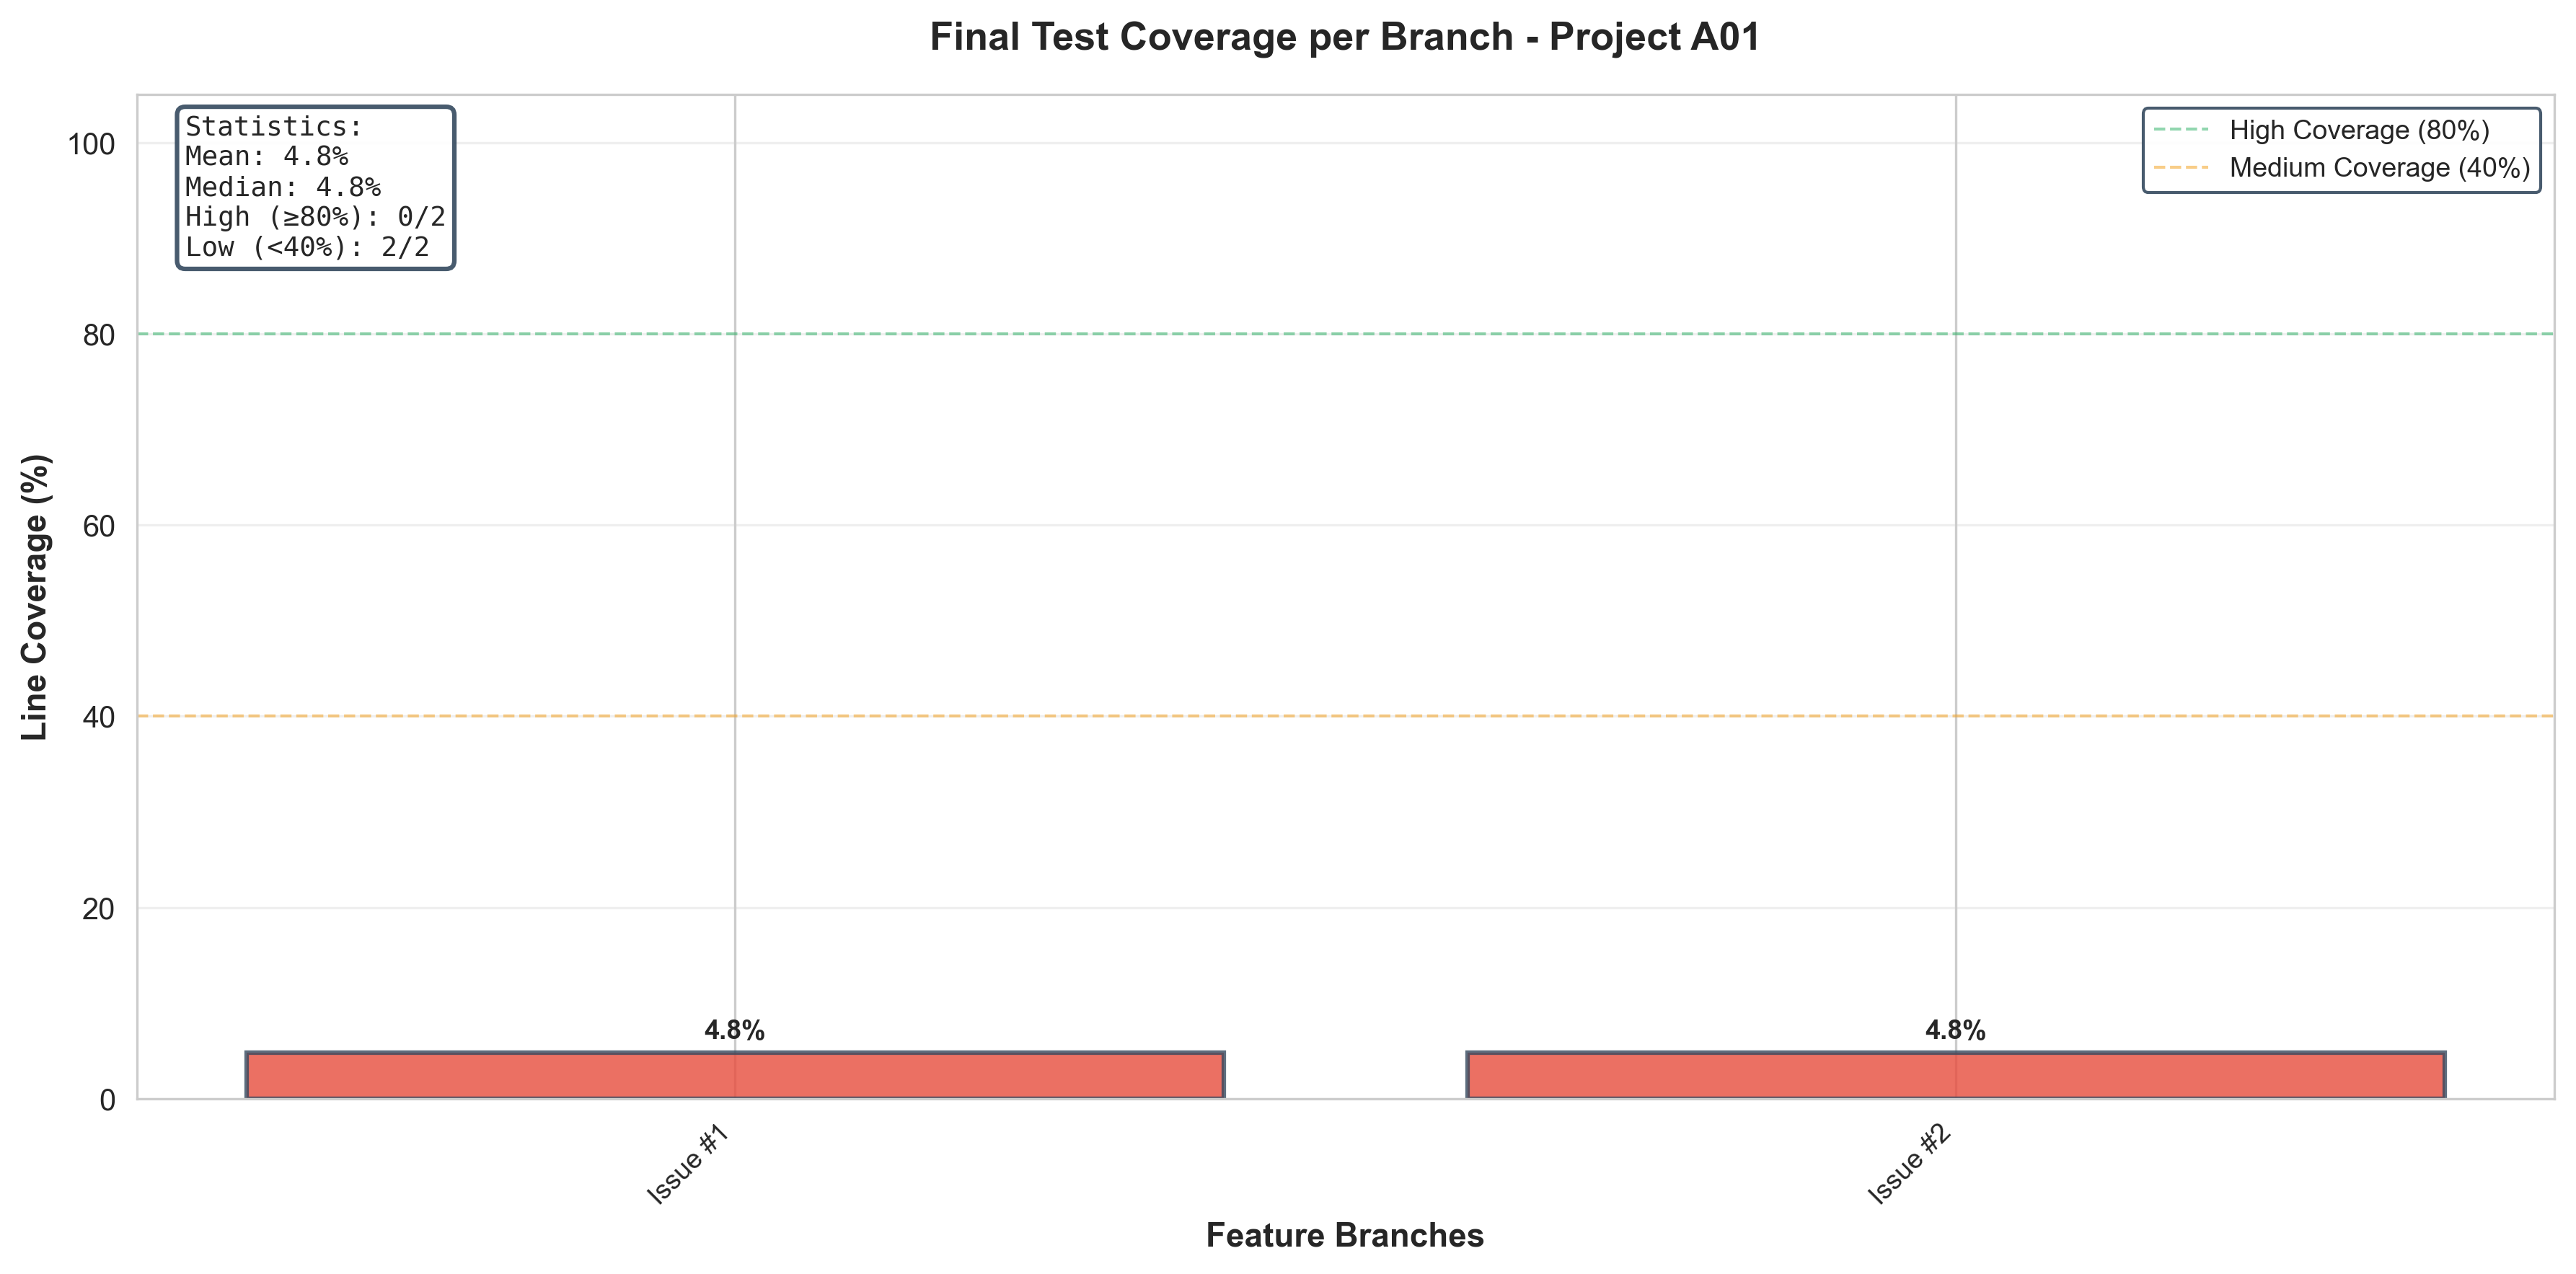 Final Test Coverage per Branch - Project A01
Statistics:
Mean: 4.8%
Median: 4.8%
High (≥80%): 0/2
Low (<40%): 2/2
High Coverage (80%)
Medium Coverage (40%)
Line Coverage (%)
100
80
60
40
20
0
4.8%
4.8%
Issue #1
Issue #2
Feature Branches